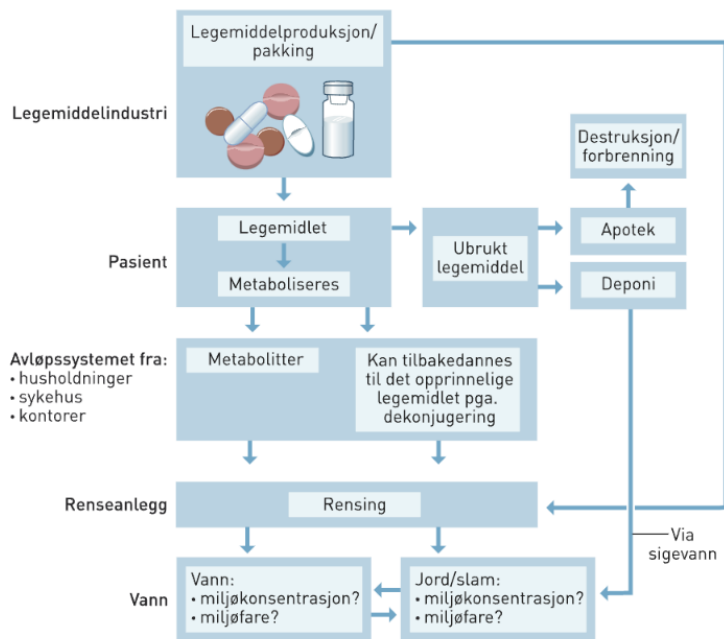 Legemiddelproduksjon/
pakking
Legemiddelindustri
Destruksjon/
forbrenning
Legemidlet
Ubrukt
legemiddel
Apotek
Pasient
Metaboliseres
Deponi
Avløpssystemet fra:
• husholdninger
• sykehus
• kontorer
Metabolitter
Kan tilbakedannes
til det opprinnelige
legemidlet pga.
dekonjugering
Renseanlegg
Rensing
Via
sigevann
Vann
Vann:
• miljøkonsentrasjon?
• miljøfare?
Jord/slam:
• miljøkonsentrasjon?
• miljøfare?